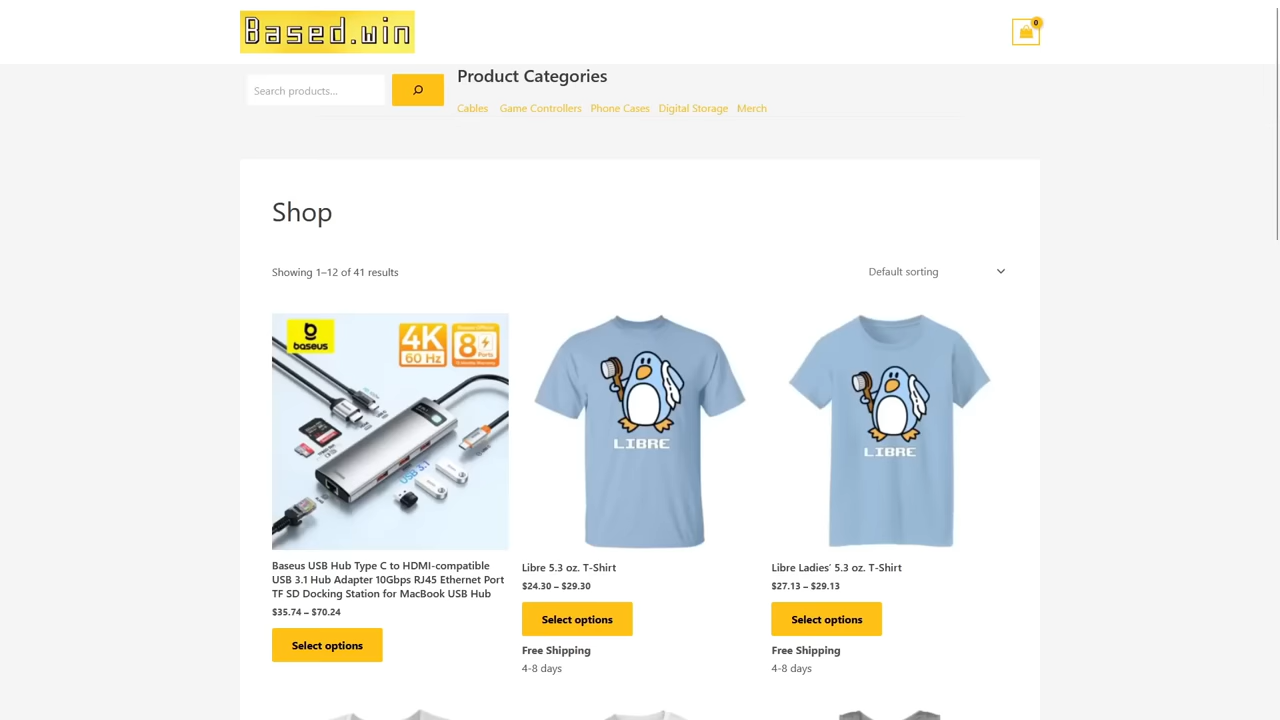 Based.win
0
Search products...
Product Categories
Cables Game Controllers Phone Cases Digital Storage Merch
Shop
Showing 1–12 of 41 results
Default sorting
baseus
4K
60 Hz
8
Ports
USB 3.1
LIBRE
LIBRE
Baseus USB Hub Type C to HDMI-compatible
USB 3.1 Hub Adapter 10Gbps RJ45 Ethernet Port
TF SD Docking Station for MacBook USB Hub
$35.74 – $70.24
Select options
Libre 5.3 oz. T-Shirt
$24.30 – $29.30
Select options
Free Shipping
4-8 days
Libre Ladies’ 5.3 oz. T-Shirt
$27.13 – $29.13
Select options
Free Shipping
4-8 days